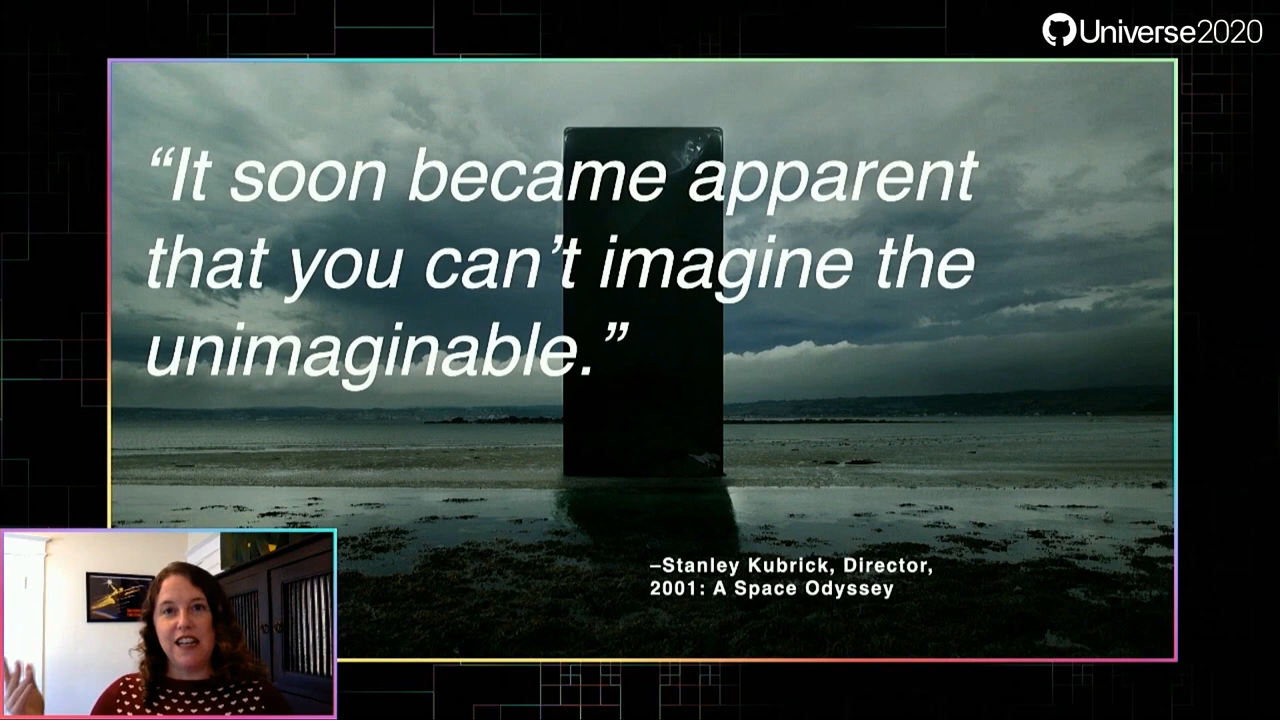 Universe2020
“It soon became apparent
that you can’t imagine the
unimaginable.”
–Stanley Kubrick, Director,
2001: A Space Odyssey